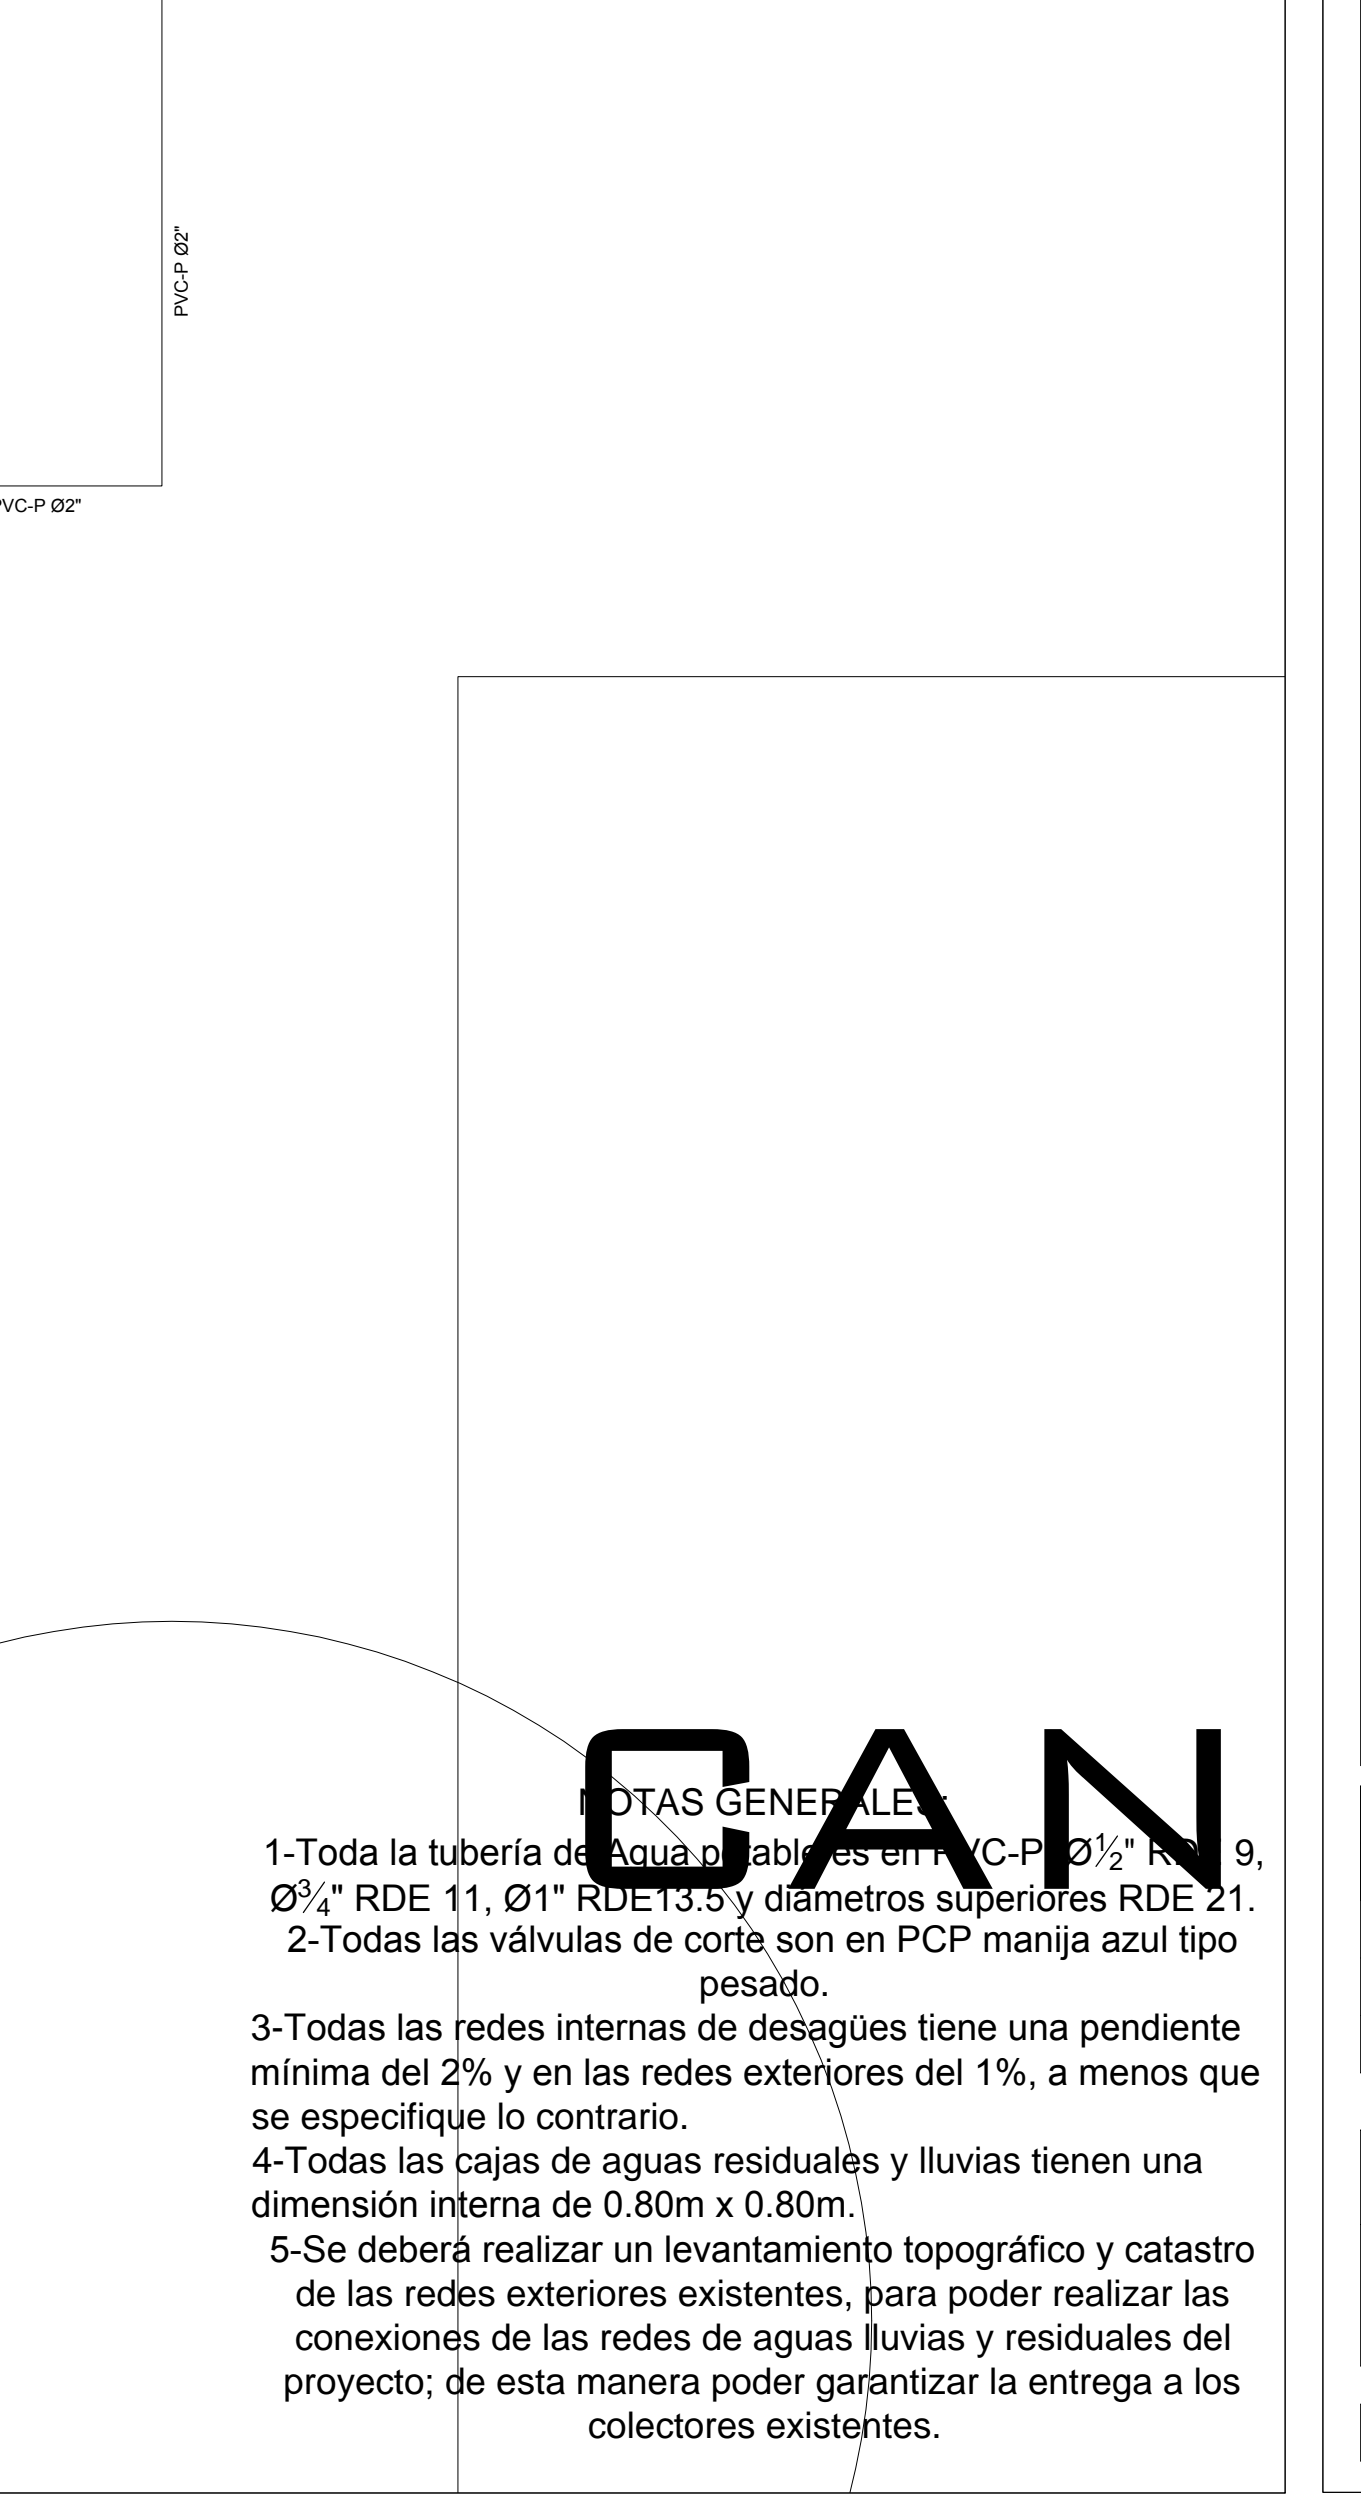 PVC-P Ø2"
PVC-P Ø2"
CAN
NOTAS GENERALES:
1-Toda la tubería de Agua potable es en PVC-P Ø½" RDE 9,
Ø¾" RDE 11, Ø1" RDE13.5 y diámetros superiores RDE 21.
2-Todas las válvulas de corte son en PCP manija azul tipo
pesado.
3-Todas las redes internas de desagües tiene una pendiente
mínima del 2% y en las redes exteriores del 1%, a menos que
se especifique lo contrario.
4-Todas las cajas de aguas residuales y lluvias tienen una
dimensión interna de 0.80m x 0.80m.
5-Se deberá realizar un levantamiento topográfico y catastro
de las redes exteriores existentes, para poder realizar las
conexiones de las redes de aguas lluvias y residuales del
proyecto; de esta manera poder garantizar la entrega a los
colectores existentes.